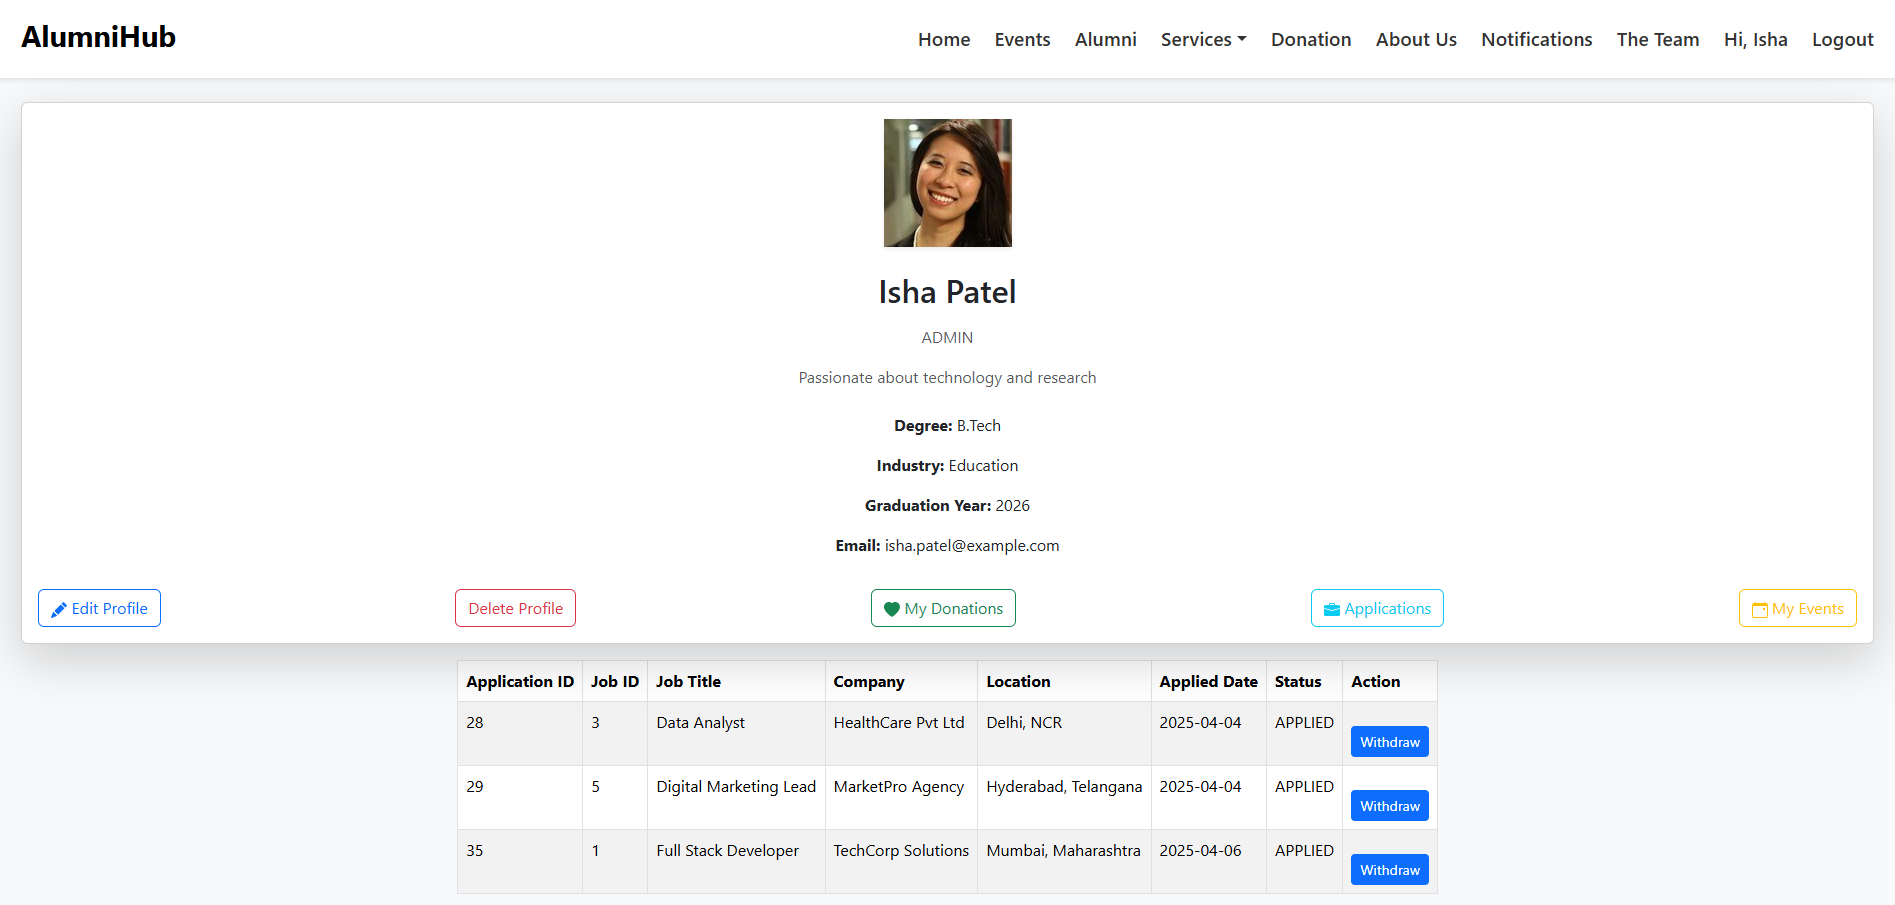 AlumniHub
Home Events Alumni Services Donation About Us Notifications The Team Hi, Isha Logout
Isha Patel
ADMIN
Passionate about technology and research
Degree: B.Tech
Industry: Education
Graduation Year: 2026
Email: isha.patel@example.com
Edit Profile Delete Profile My Donations Applications My Events
Application ID Job ID Job Title Company Location Applied Date Status Action
28 3 Data Analyst HealthCare Pvt Ltd Delhi, NCR 2025-04-04 APPLIED Withdraw
29 5 Digital Marketing Lead MarketPro Agency Hyderabad, Telangana 2025-04-04 APPLIED Withdraw
35 1 Full Stack Developer TechCorp Solutions Mumbai, Maharashtra 2025-04-06 APPLIED Withdraw